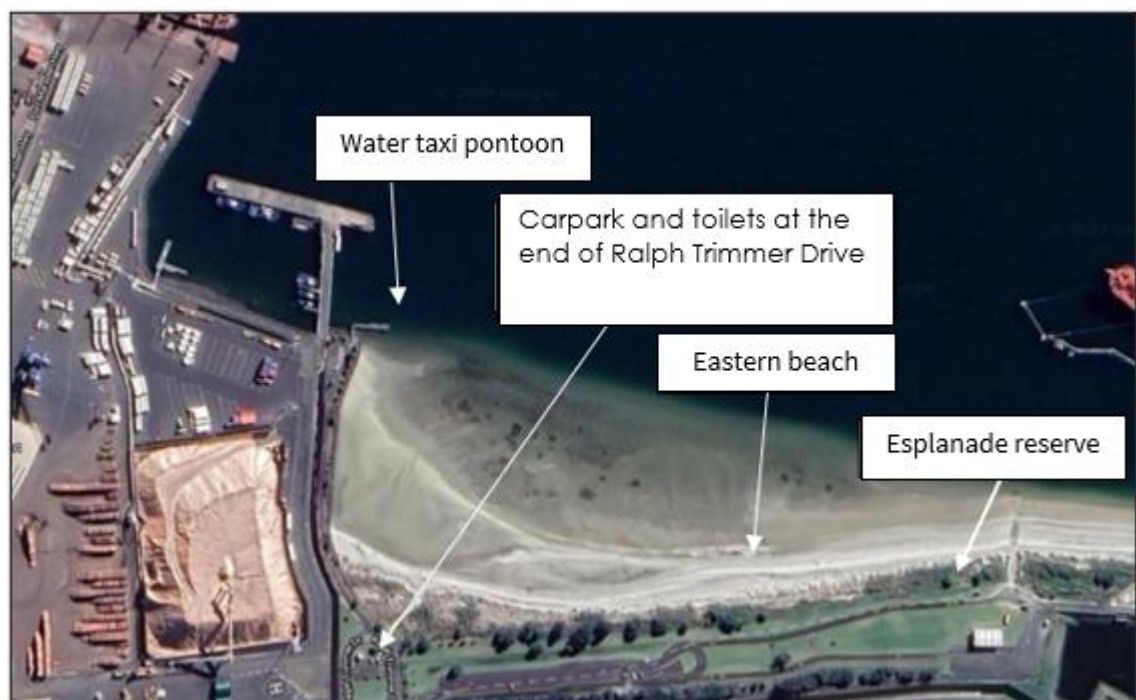 Water taxi pontoon
Carpark and toilets at the
end of Ralph Trimmer Drive
Eastern beach
Esplanade reserve